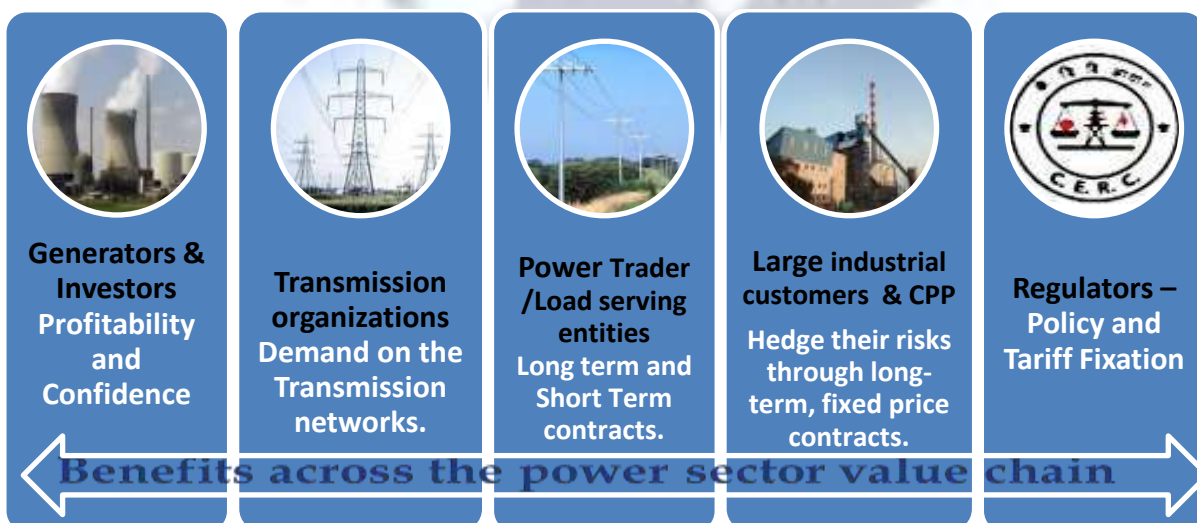 Generators &
Investors
Profitability
and
Confidence
Transmission
organizations
Demand on the
Transmission
networks.
Power Trader
/Load serving
entities
Long term and
Short Term
contracts.
Large industrial
customers & CPP
Hedge their risks
through long-
term, fixed price
contracts.
C. E. R. C.
Regulators –
Policy and
Tariff Fixation
Benefits across the power sector value chain